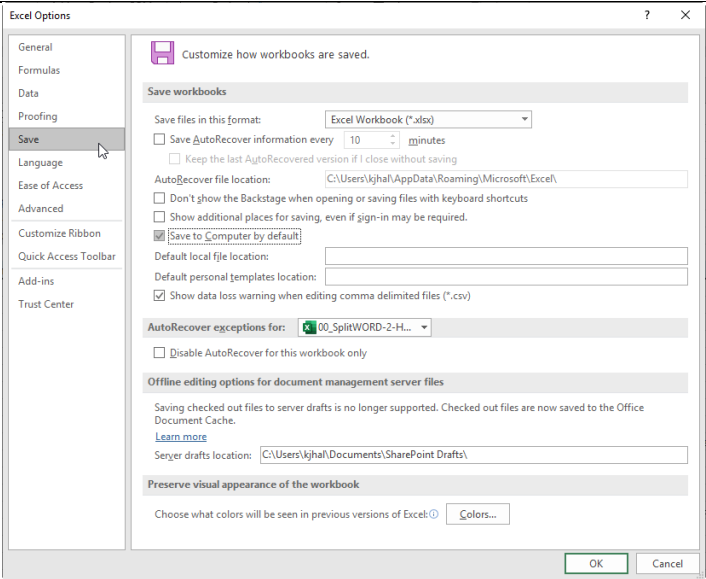 Excel Options
?
General
Formulas
Data
Proofing
Save
Language
Ease of Access
Advanced
Customize Ribbon
Quick Access Toolbar
Add-ins
Trust Center
Customize how workbooks are saved.
Save workbooks
Save files in this format: Excel Workbook (*.xlsx)
Save AutoRecover information every 10 minutes
Keep the last AutoRecovered version if I close without saving
AutoRecover file location: C:\Users\kjhal\AppData\Roaming\Microsoft\Excel\
Don't show the Backstage when opening or saving files with keyboard shortcuts
Show additional places for saving, even if sign-in may be required.
Save to Computer by default
Default local file location:
Default personal templates location:
Show data loss warning when editing comma delimited files (*.csv)
AutoRecover exceptions for: 00_SplitWORD-2-H...
Disable AutoRecover for this workbook only
Offline editing options for document management server files
Saving checked out files to server drafts is no longer supported. Checked out files are now saved to the Office
Document Cache.
Learn more
Server drafts location: C:\Users\kjhal\Documents\SharePoint Drafts\
Preserve visual appearance of the workbook
Choose what colors will be seen in previous versions of Excel: Colors...
OK Cancel